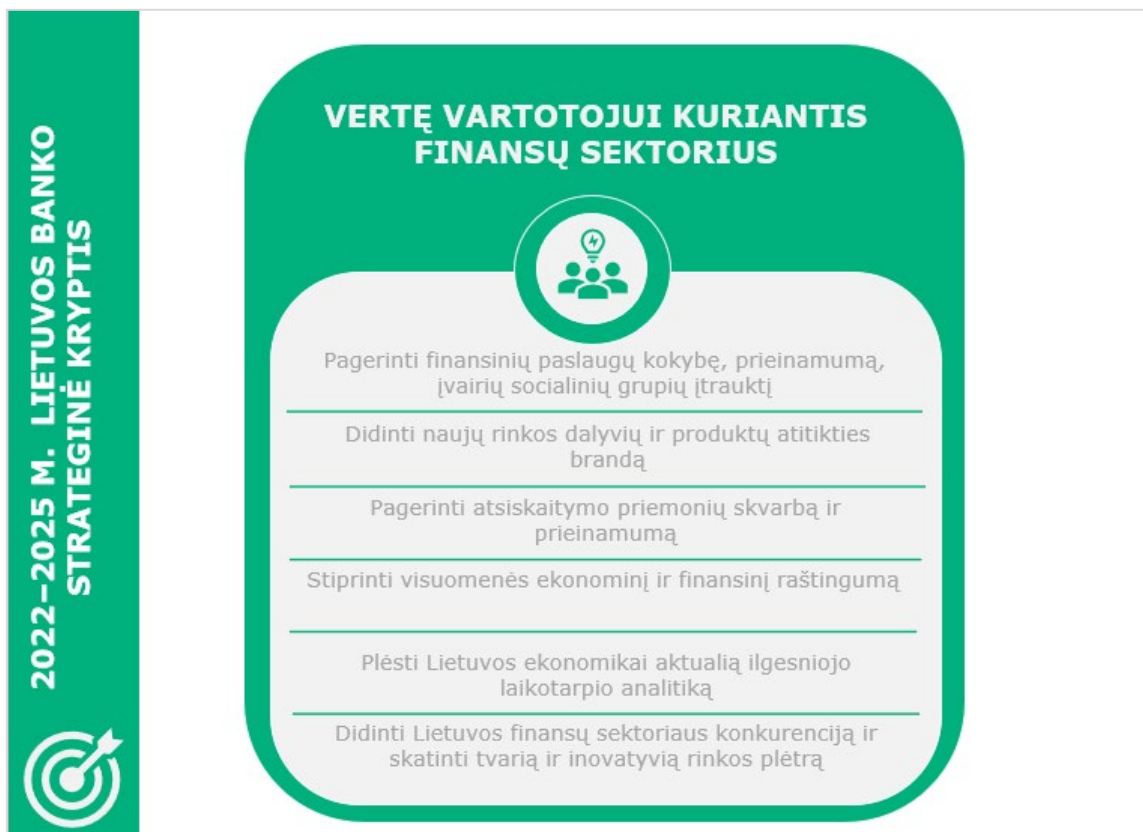 2022–2025 M. LIETUVOS BANKO
STRATEGINĖ KRYPTIS
VERTĘ VARTOTOJUI KURIANTIS
FINANSŲ SEKTORIUS
Pagerinti finansinių paslaugų kokybę, prieinamumą,
įvairių socialinių grupių įtrauktį
Didinti naujų rinkos dalyvių ir produktų atitikties
brandą
Pagerinti atsiskaitymo priemonių skvarbą ir
prieinamumą
Stiprinti visuomenės ekonominį ir finansinį raštingumą
Plėsti Lietuvos ekonomikai aktualią ilgesniojo
laikotarpio analitiką
Didinti Lietuvos finansų sektoriaus konkurenciją ir
skatinti tvarią ir inovatyvią rinkos plėtrą